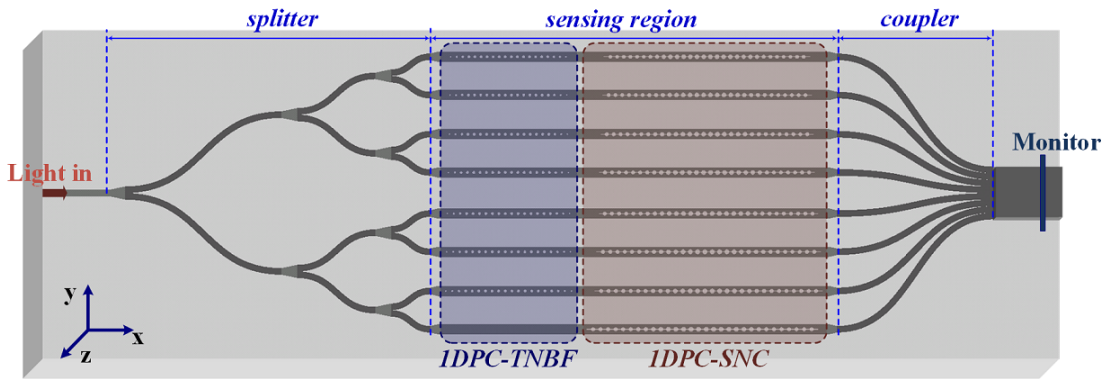 splitter
sensing region
coupler
Light in
Monitor
y
x
z
1DPC-TNBF
1DPC-SNC